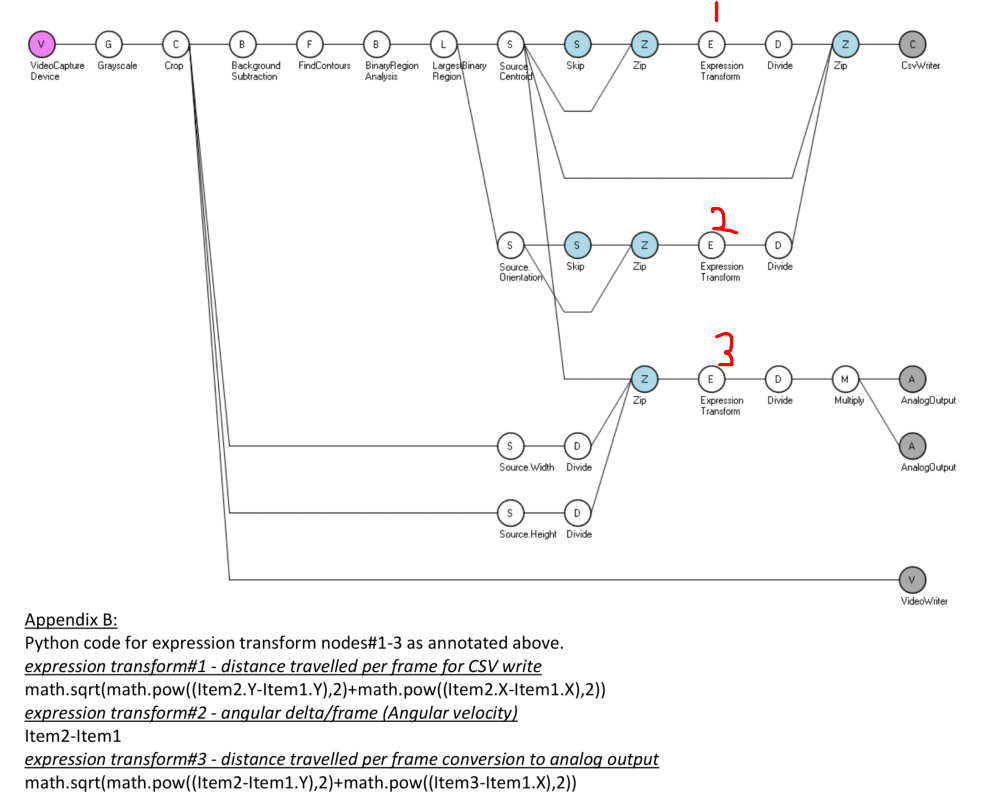 1
V G C B F B L S S Z E D Z C
VideoCapture Device Grayscale Crop Background Subtraction FindContours BinaryRegion Analysis LargestBinary Region Source. Centroid Skip Zip Expression Transform Divide Zip CsvWriter
2
S S Z E D
Source. Orientation Skip Zip Expression Transform Divide
3
Z E D M A
Zip Expression Transform Divide Multiply AnalogOutput
S D A
Source.Width Divide AnalogOutput
S D
Source.Height Divide
V
VideoWriter
Appendix B:
Python code for expression transform nodes#1-3 as annotated above.
expression transform#1 - distance travelled per frame for CSV write
math.sqrt(math.pow((Item2.Y-Item1.Y),2)+math.pow((Item2.X-Item1.X),2))
expression transform#2 - angular delta/frame (Angular velocity)
Item2-Item1
expression transform#3 - distance travelled per frame conversion to analog output
math.sqrt(math.pow((Item2-Item1.Y),2)+math.pow((Item3-Item1.X),2))